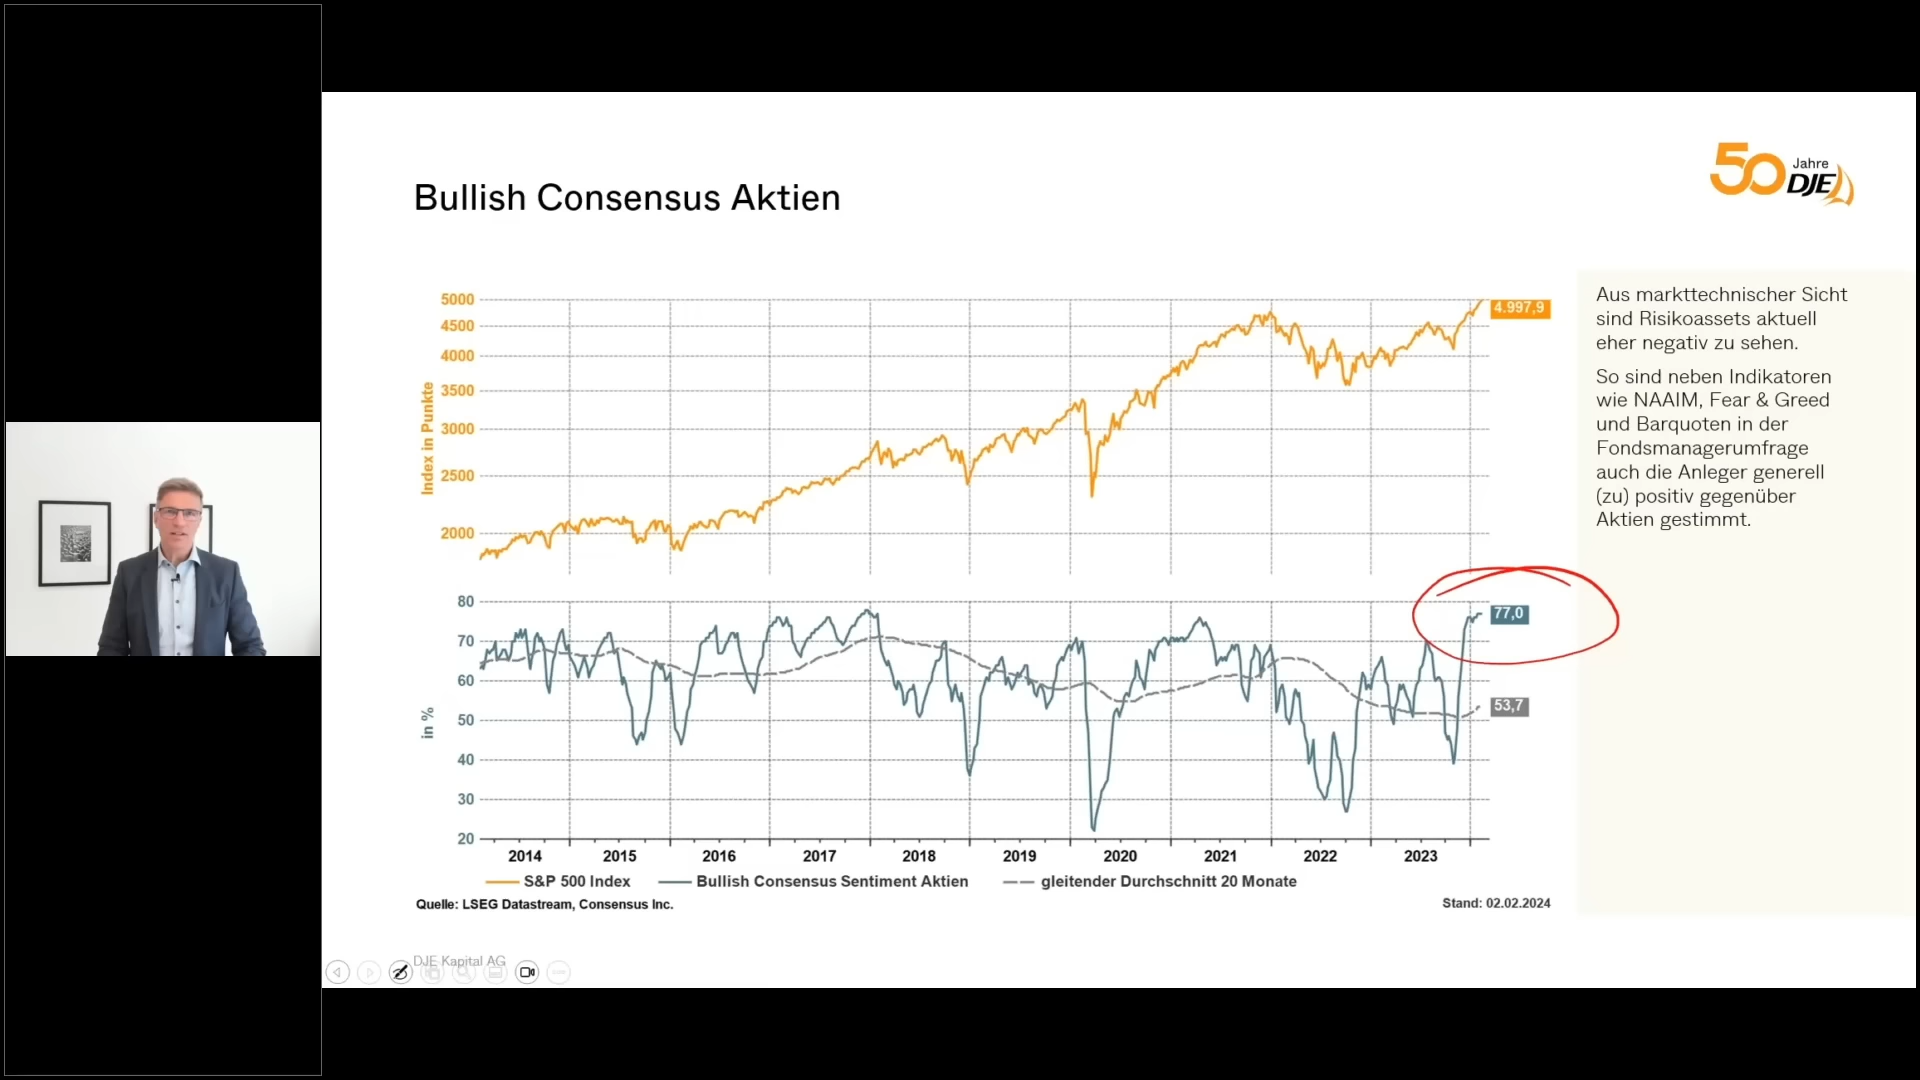 Bullish Consensus Aktien
50 Jahre DJE
5000
4500
4000
3500
3000
2500
2000
Index in Punkte
4.997,9
80
70
60
50
40
30
20
in %
77,0
53,7
2014 2015 2016 2017 2018 2019 2020 2021 2022 2023
S&P 500 Index Bullish Consensus Sentiment Aktien gleitender Durchschnitt 20 Monate
Quelle: LSEG Datastream, Consensus Inc. Stand: 02.02.2024
Aus markttechnischer Sicht
sind Risikoassets aktuell
eher negativ zu sehen.
So sind neben Indikatoren
wie NAAIM, Fear & Greed
und Barquoten in der
Fondsmanagerumfrage
auch die Anleger generell
(zu) positiv gegenüber
Aktien gestimmt.
DJE Kapital AG